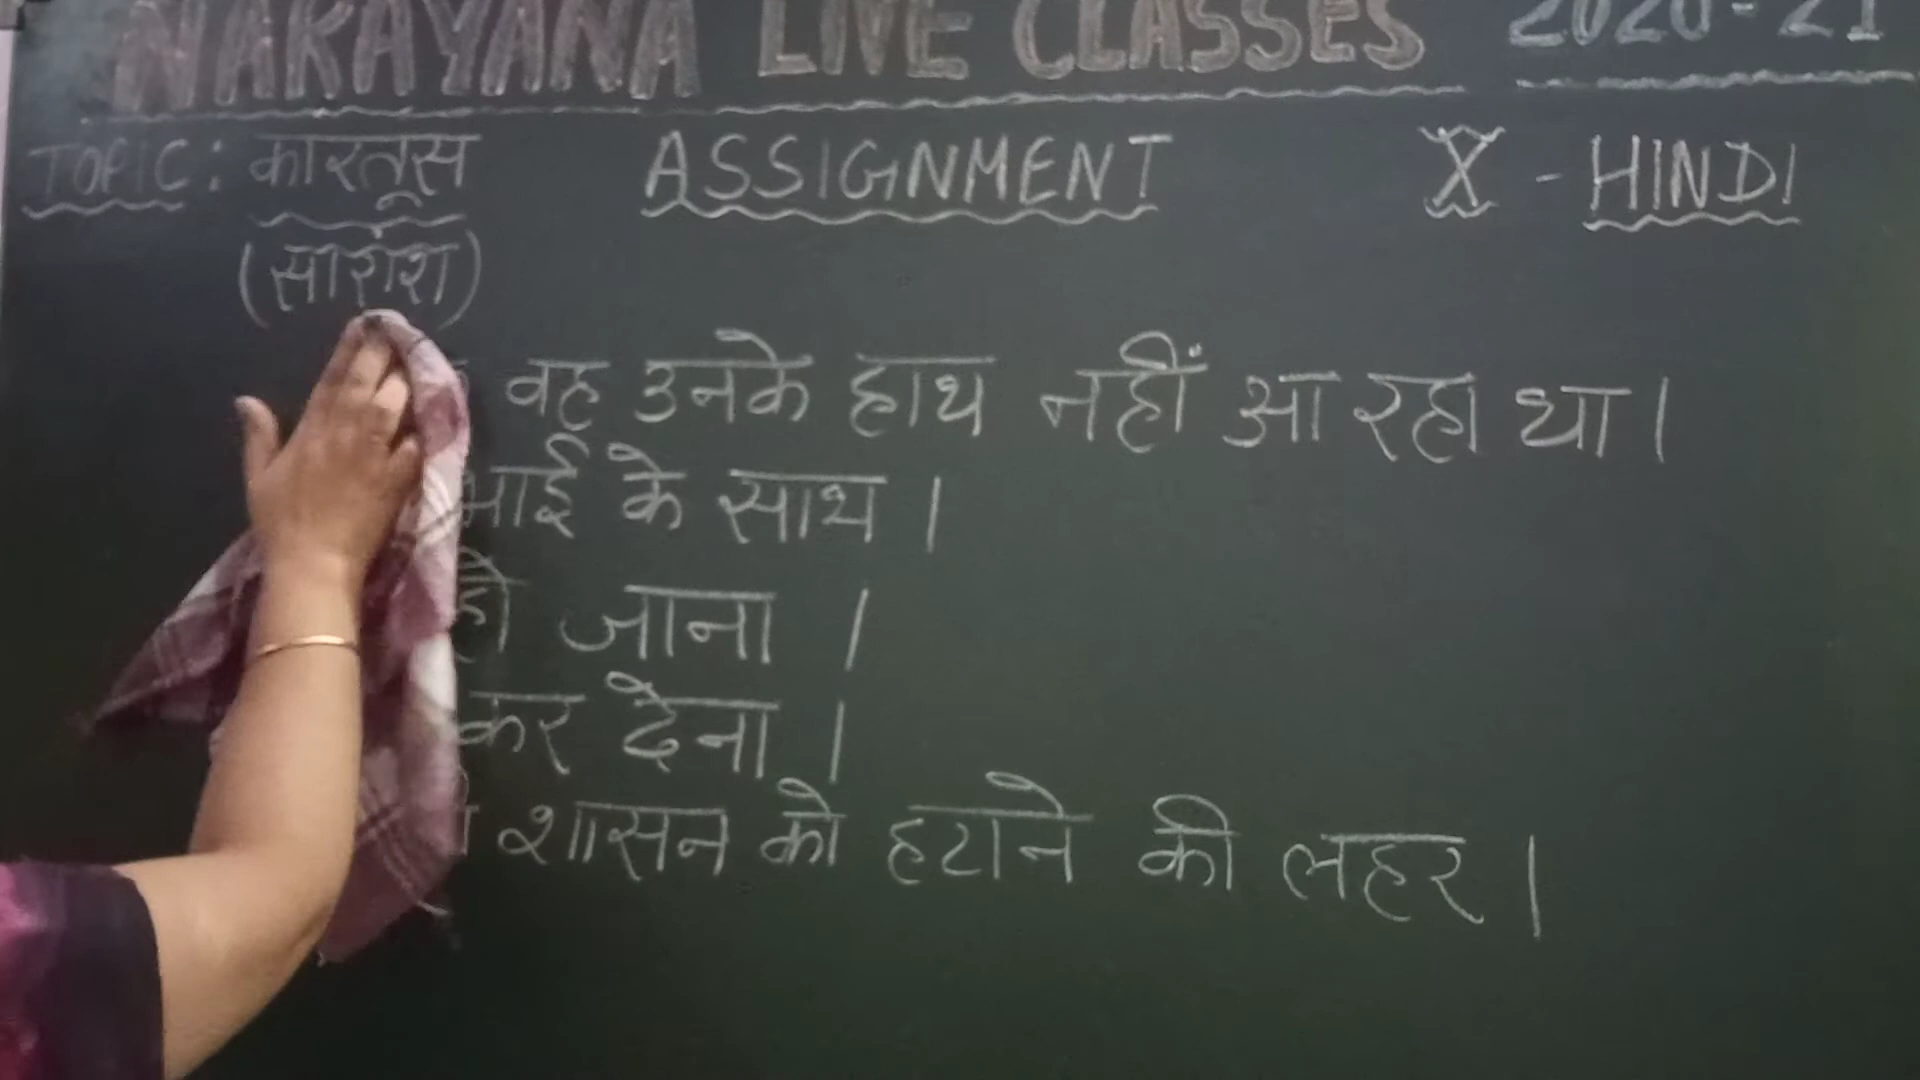 NARAYANA LIVE CLASSES 2020-21
TOPIC: कारतूस ASSIGNMENT X - HINDI
(सारांश)
वह उनके हाथ नहीं आ रहा था।
भाई के साथ।
हो जाना।
कर देना।
शासन को हटाने की लहर।